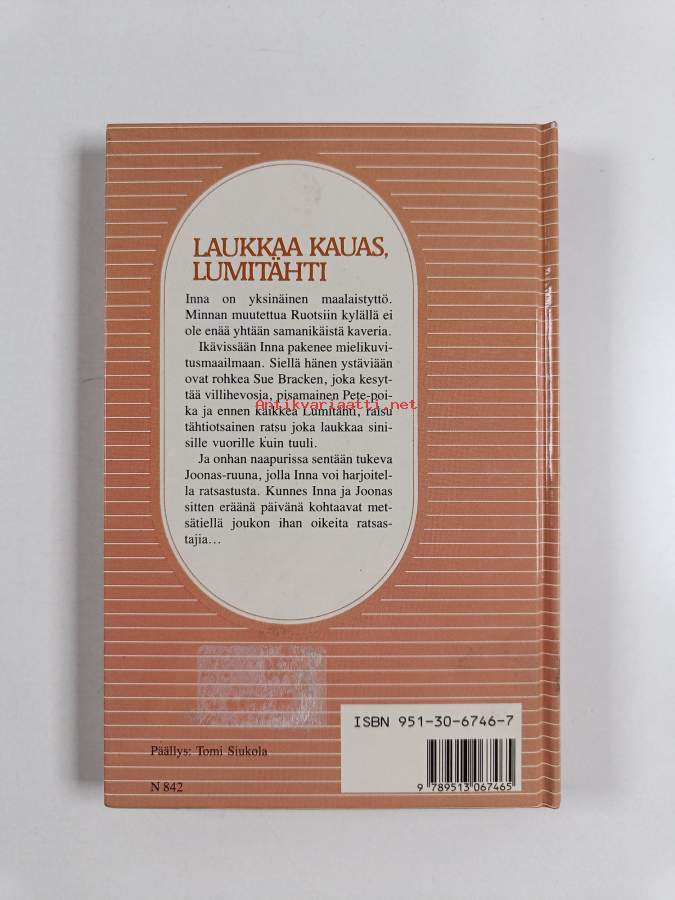 LAUKKAA KAUAS,
LUMITÄHTI
Inna on yksinäinen maalaistyttö.
Minnan muutettua Ruotsiin kylällä ei
ole enää yhtään samanikäistä kaveria.
Ikävissään Inna pakenee mielikuvi-
tusmaailmaan. Siellä hänen ystäviään
ovat rohkea Sue Bracken, joka kesyt-
tää villihevosia, pisamainen Pete-poi-
Antikvariaatti.net
ka ja ennen kaikkea Lumitähti, raisu
tähtiotsainen ratsu joka laukkaa sini-
sille vuorille kuin tuuli.
Ja onhan naapurissa sentään tukeva
Joonas-ruuna, jolla Inna voi harjoitel-
la ratsastusta. Kunnes Inna ja Joonas
sitten eräänä päivänä kohtaavat met-
sätiellä joukon ihan oikeita ratsas-
tajia...
ISBN 951-30-6746-7
9 789513 067465
Päällys: Tomi Siukola
N 842